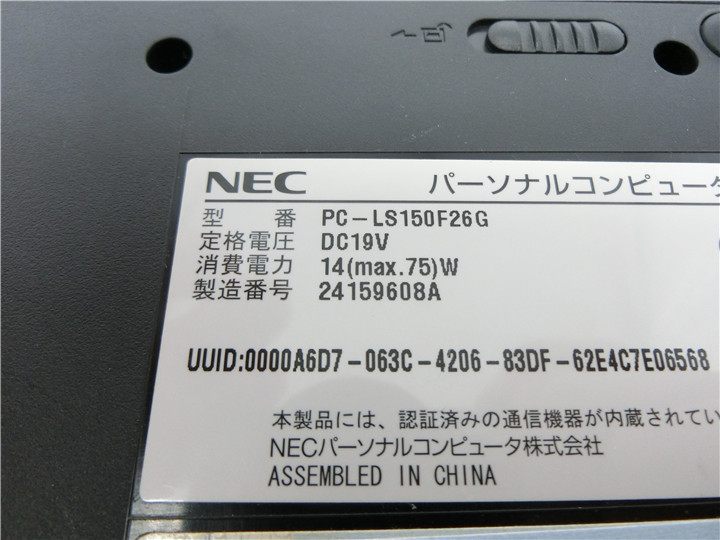 NEC パーソナルコンピュータ
型 番 PC-LS150F26G
定格電圧 DC19V
消費電力 14(max.75)W
製造番号 24159608A
UUID:0000A6D7-063C-4206-83DF-62E4C7E06568
本製品には、認証済みの通信機器が内蔵されてい
NECパーソナルコンピュータ株式会社
ASSEMBLED IN CHINA